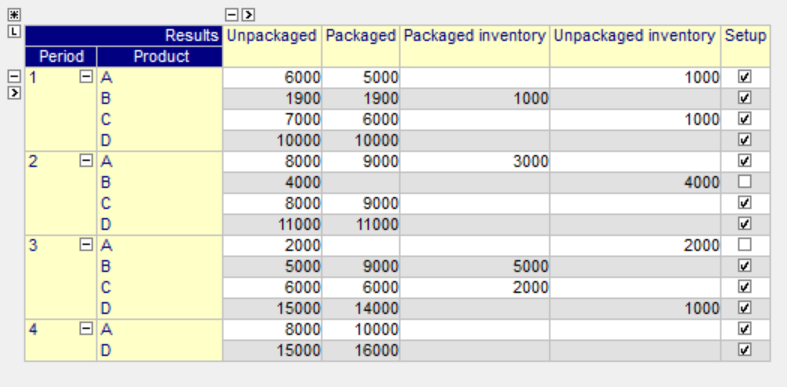 Results Unpackaged Packaged Packaged inventory Unpackaged inventory Setup
Period Product
1 A 6000 5000 1000
B 1900 1900 1000
C 7000 6000 1000
D 10000 10000
2 A 8000 9000 3000
B 4000 4000
C 8000 9000
D 11000 11000
3 A 2000 2000
B 5000 9000 5000
C 6000 6000 2000
D 15000 14000 1000
4 A 8000 10000
D 15000 16000